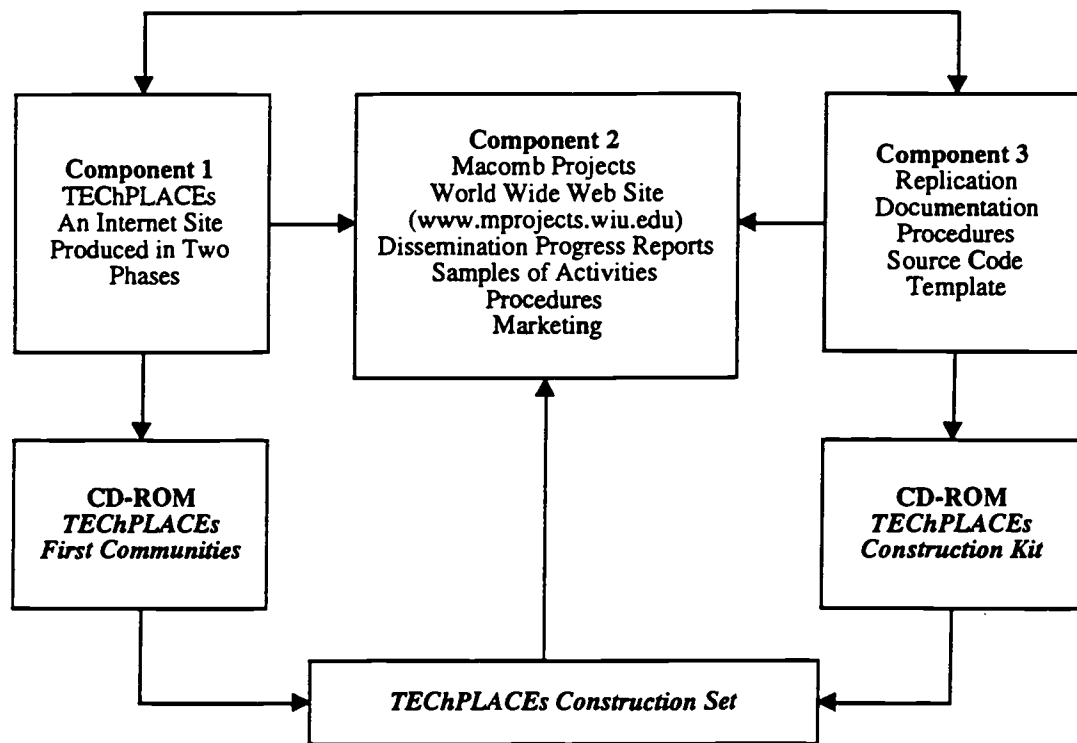 Component 1
TEChPLACEs
An Internet Site
Produced in Two
Phases
Component 2
Macomb Projects
World Wide Web Site
(www.mprojects.wiu.edu)
Dissemination Progress Reports
Samples of Activities
Procedures
Marketing
Component 3
Replication
Documentation
Procedures
Source Code
Template
CD-ROM
TEChPLACEs
First Communities
CD-ROM
TEChPLACEs
Construction Kit
TEChPLACEs Construction Set